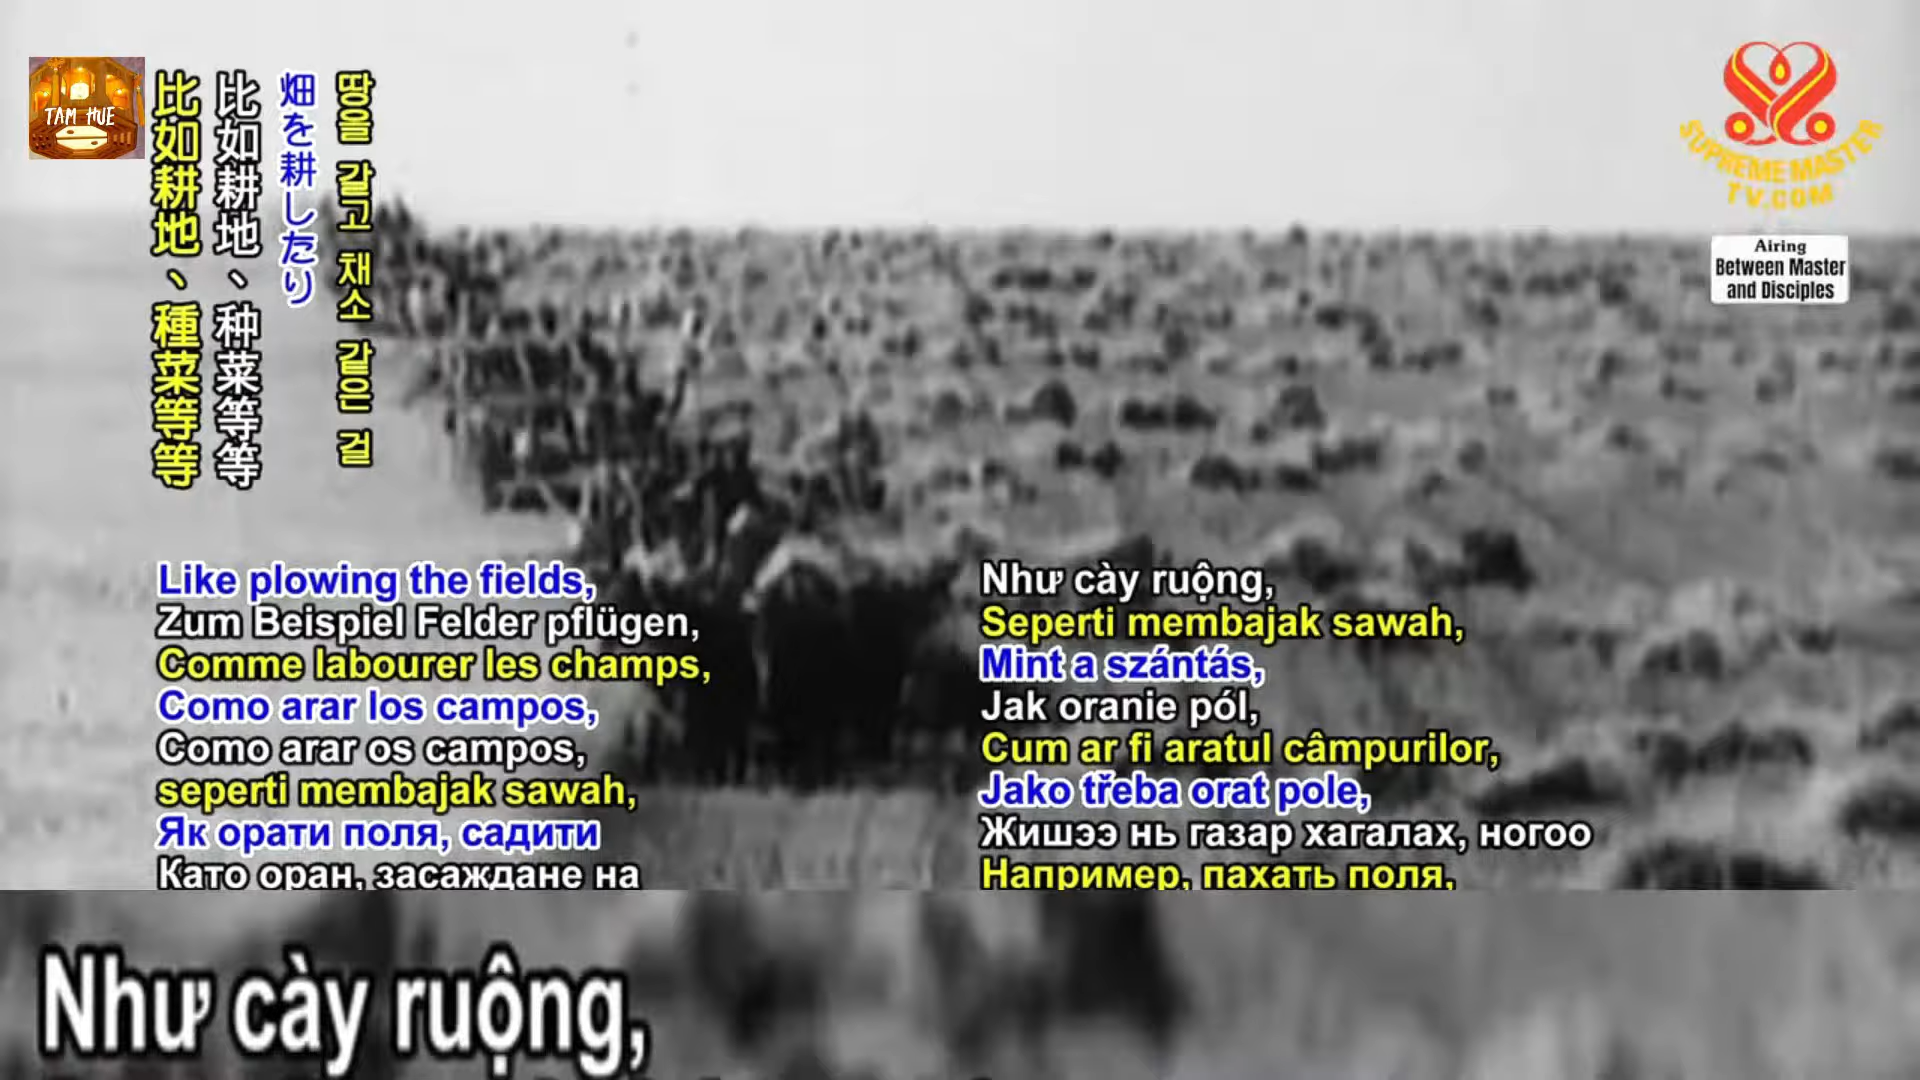 TAM HUE
比如耕地、種菜等等
比如耕地、种菜等等
畑を耕したり
땅을 갈고 채소 같은 걸
SUPREME MASTER
TV.COM
Airing
Between Master
and Disciples
Like plowing the fields,
Zum Beispiel Felder pflügen,
Comme labourer les champs,
Como arar los campos,
Como arar os campos,
seperti membajak sawah,
Як орати поля, садити
Като оран, засаждане на
Như cày ruộng,
Seperti membajak sawah,
Mint a szántás,
Jak oranie pól,
Cum ar fi aratul câmpurilor,
Jako třeba orat pole,
Жишээ нь газар хагалах, ногоо
Например, пахать поля,
Như cày ruộng,